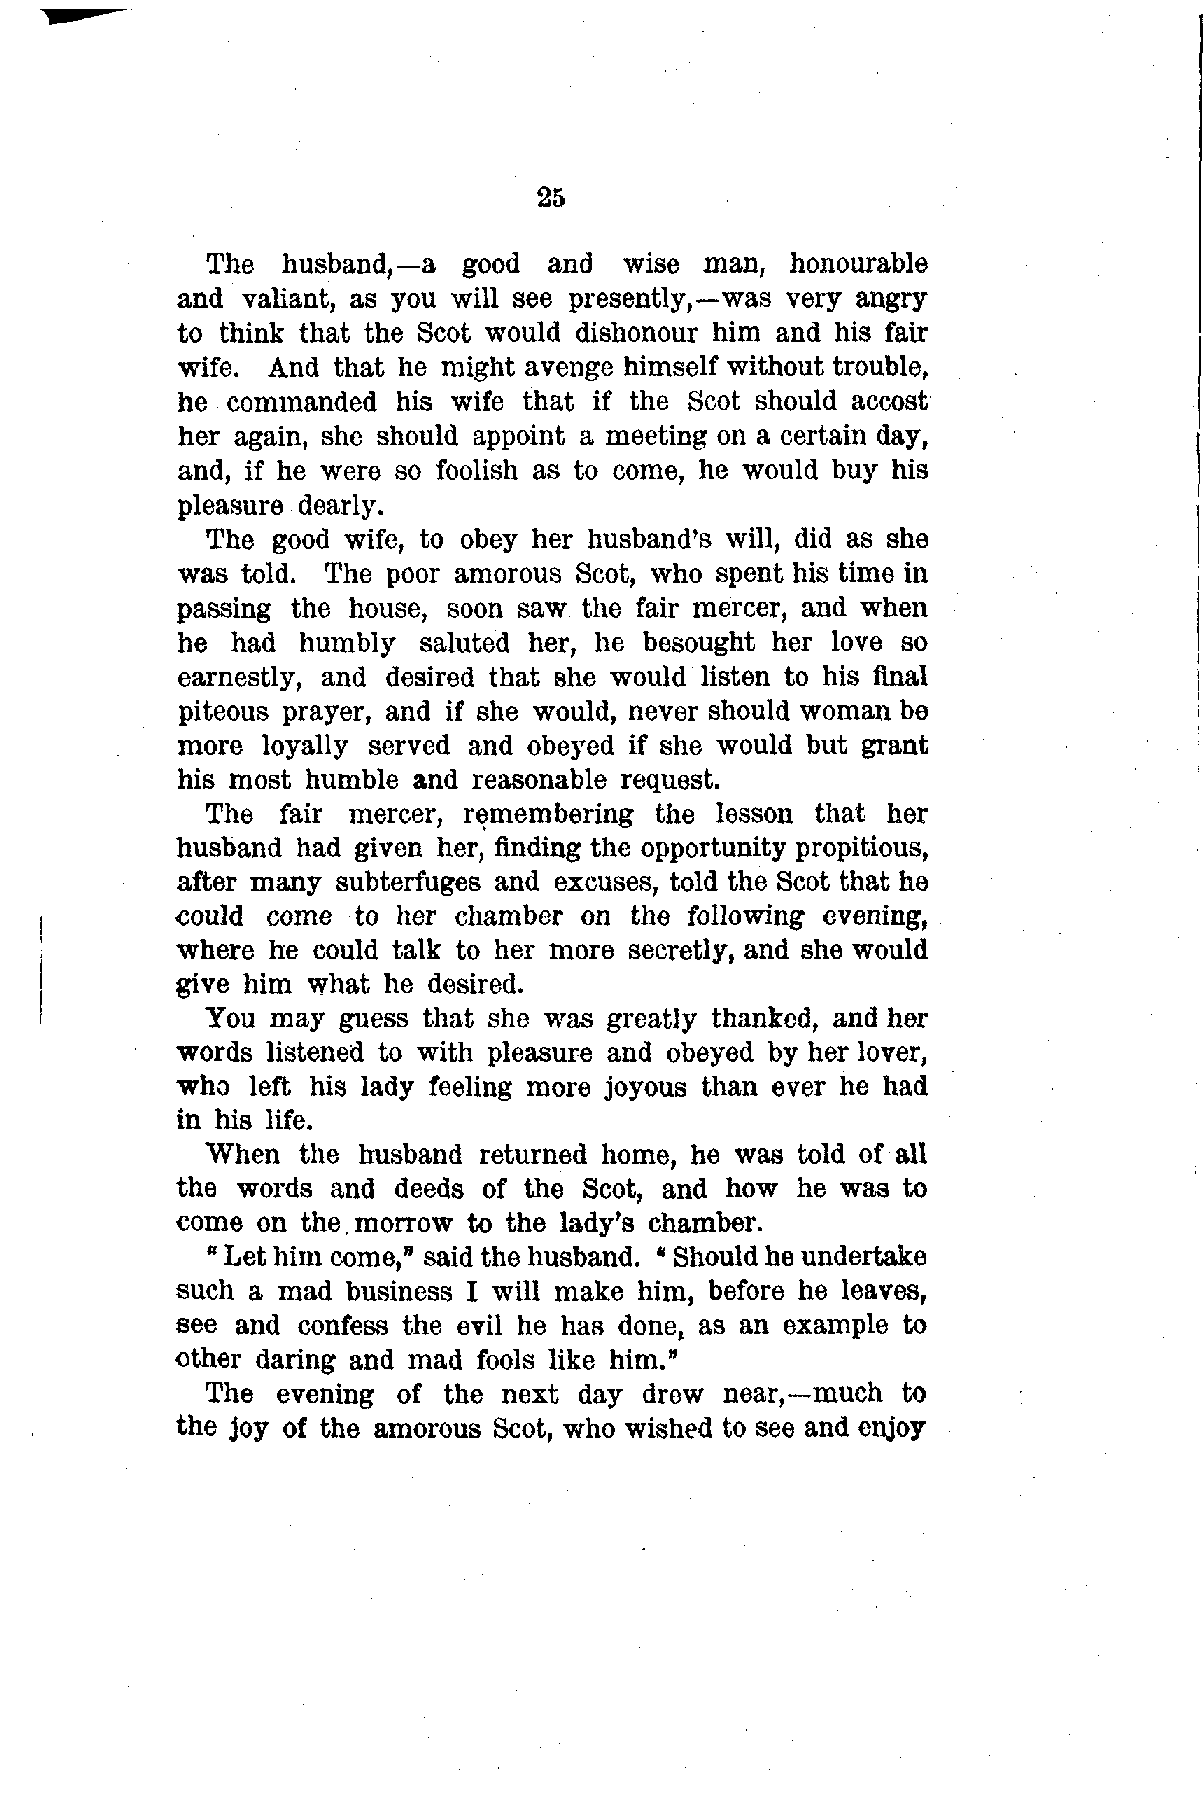 25
The husband,—a good and wise man, honourable
and valiant, as you will see presently,—was very angry
to think that the Scot would dishonour him and his fair
wife. And that he might avenge himself without trouble,
he commanded his wife that if the Scot should accost
her again, she should appoint a meeting on a certain day,
and, if he were so foolish as to come, he would buy his
pleasure dearly.
The good wife, to obey her husband's will, did as she
was told. The poor amorous Scot, who spent his time in
passing the house, soon saw the fair mercer, and when
he had humbly saluted her, he besought her love so
earnestly, and desired that she would listen to his final
piteous prayer, and if she would, never should woman be
more loyally served and obeyed if she would but grant
his most humble and reasonable request.
The fair mercer, remembering the lesson that her
husband had given her, finding the opportunity propitious,
after many subterfuges and excuses, told the Scot that he
could come to her chamber on the following evening,
where he could talk to her more secretly, and she would
give him what he desired.
You may guess that she was greatly thanked, and her
words listened to with pleasure and obeyed by her lover,
who left his lady feeling more joyous than ever he had
in his life.
When the husband returned home, he was told of all
the words and deeds of the Scot, and how he was to
come on the morrow to the lady's chamber.
"Let him come," said the husband. "Should he undertake
such a mad business I will make him, before he leaves,
see and confess the evil he has done, as an example to
other daring and mad fools like him."
The evening of the next day drew near,—much to
the joy of the amorous Scot, who wished to see and enjoy